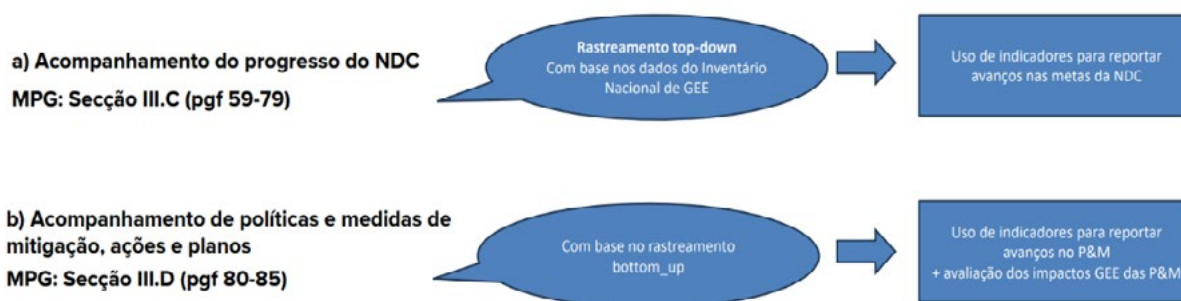 a) Acompanhamento do progresso do NDC
MPG: Secção III.C (pgf 59-79)
Rastreamento top-down
Com base nos dados do Inventário
Nacional de GEE
Uso de indicadores para reportar
avanços nas metas da NDC
b) Acompanhamento de políticas e medidas de
mitigação, ações e planos
MPG: Secção III.D (pgf 80-85)
Com base no rastreamento
bottom_up
Uso de indicadores para reportar
avanços no P&M
+ avaliação dos impactos GEE das P&M